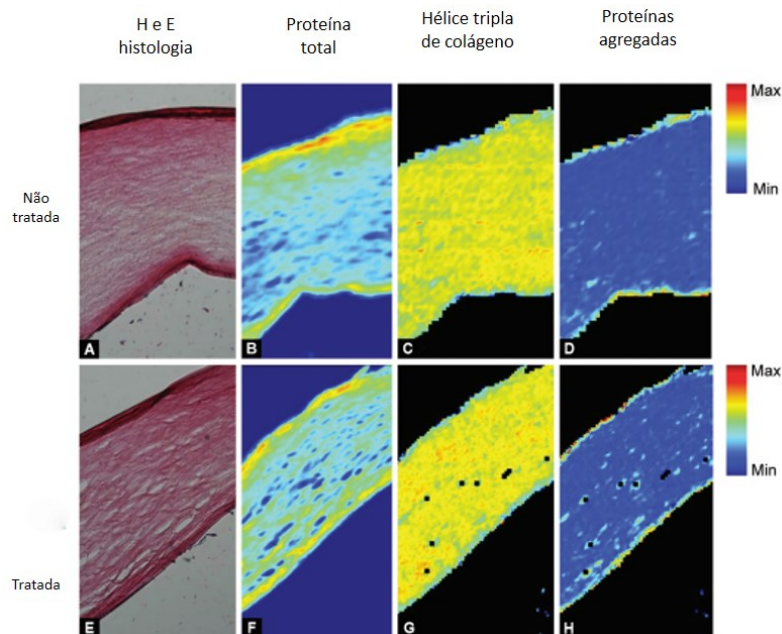 H e E
histologia
Proteína
total
Hélice tripla
de colágeno
Proteínas
agregadas
Não
tratada
A
B
C
D
Max
Min
Tratada
E
F
G
H
Max
Min